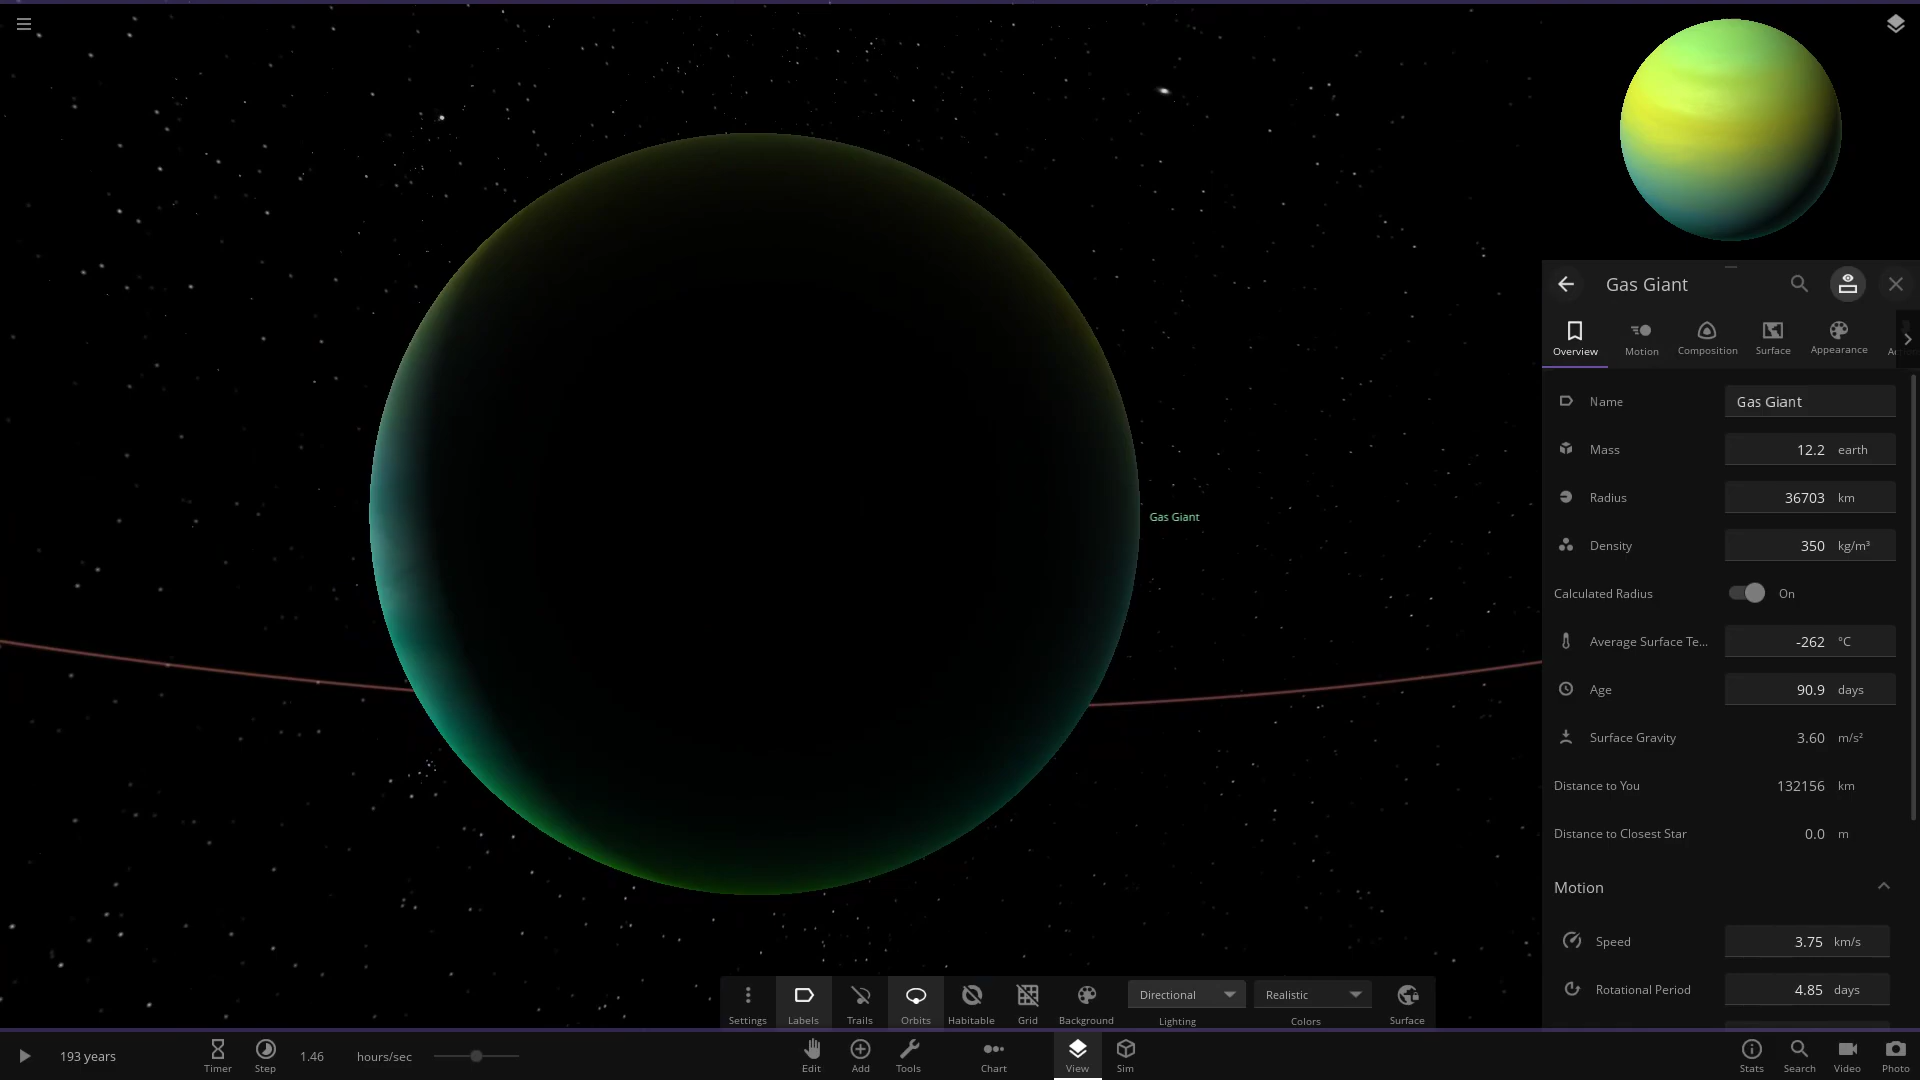 Gas Giant
Overview
Motion
Composition
Surface
Appearance
Name
Gas Giant
Mass
12.2 earth
Radius
36703 km
Density
350 kg/m³
Calculated Radius
On
Average Surface Te...
-262 °C
Age
90.9 days
Surface Gravity
3.60 m/s²
Distance to You
132156 km
Distance to Closest Star
0.0 m
Motion
Speed
3.75 km/s
Rotational Period
4.85 days
Gas Giant
Settings
Labels
Trails
Orbits
Habitable
Grid
Background
Directional
Lighting
Realistic
Colors
Surface
193 years
Timer
Step
1.46 hours/sec
Edit
Add
Tools
Chart
View
Sim
Stats
Search
Video
Photo